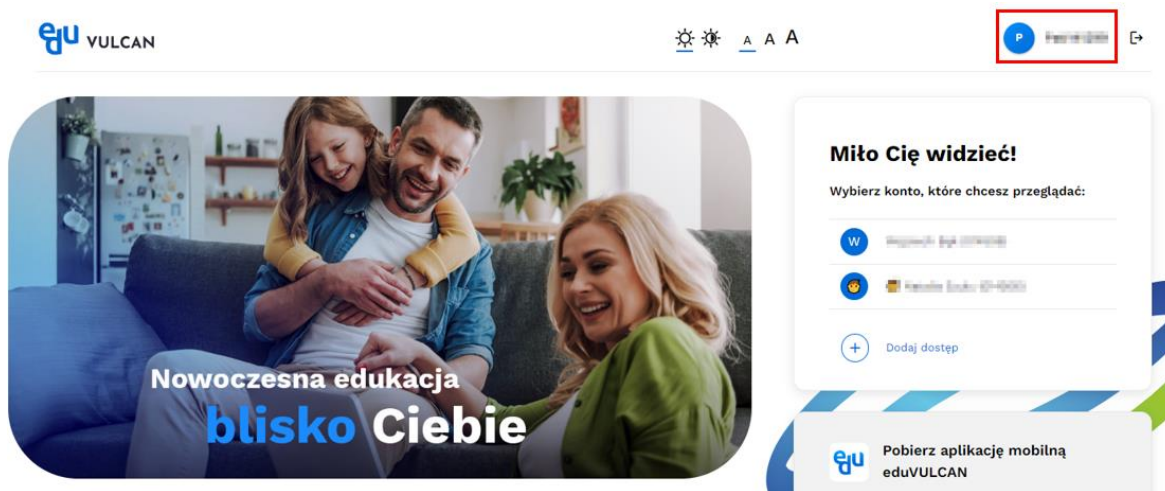 edu VULCAN
A A A
P
Miło Cię widzieć!
Wybierz konto, które chcesz przeglądać:
W
Dodaj dostęp
Nowoczesna edukacja
blisko Ciebie
edu
Pobierz aplikację mobilną
eduVULCAN